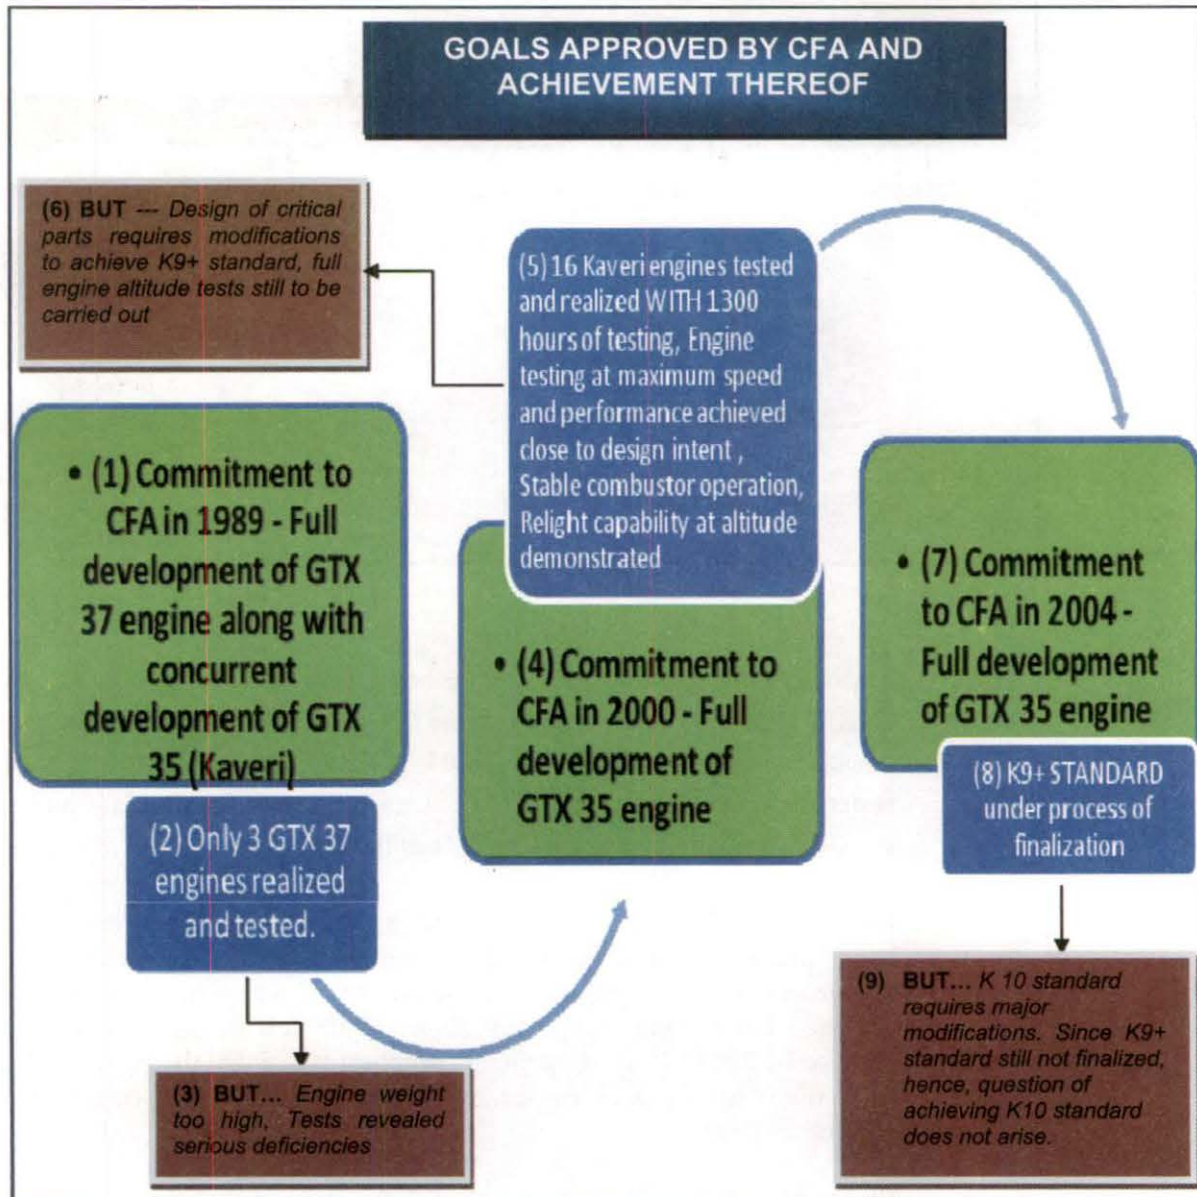 GOALS APPROVED BY CFA AND
ACHIEVEMENT THEREOF
(6) BUT --- Design of critical
parts requires modifications
to achieve K9+ standard, full
engine altitude tests still to be
carried out
(5) 16 Kaveri engines tested
and realized WITH 1300
hours of testing, Engine
testing at maximum speed
and performance achieved
close to design intent ,
Stable combustor operation,
Relight capability at altitude
demonstrated
• (1) Commitment to
CFA in 1989 - Full
development of GTX
37 engine along with
concurrent
development of GTX
35 (Kaveri)
(2) Only 3 GTX 37
engines realized
and tested.
(3) BUT... Engine weight
too high, Tests revealed
serious deficiencies
• (4) Commitment to
CFA in 2000 - Full
development of
GTX 35 engine
• (7) Commitment
to CFA in 2004 -
Full development
of GTX 35 engine
(8) K9+ STANDARD
under process of
finalization
(9) BUT... K 10 standard
requires major
modifications. Since K9+
standard still not finalized,
hence, question of
achieving K10 standard
does not arise.